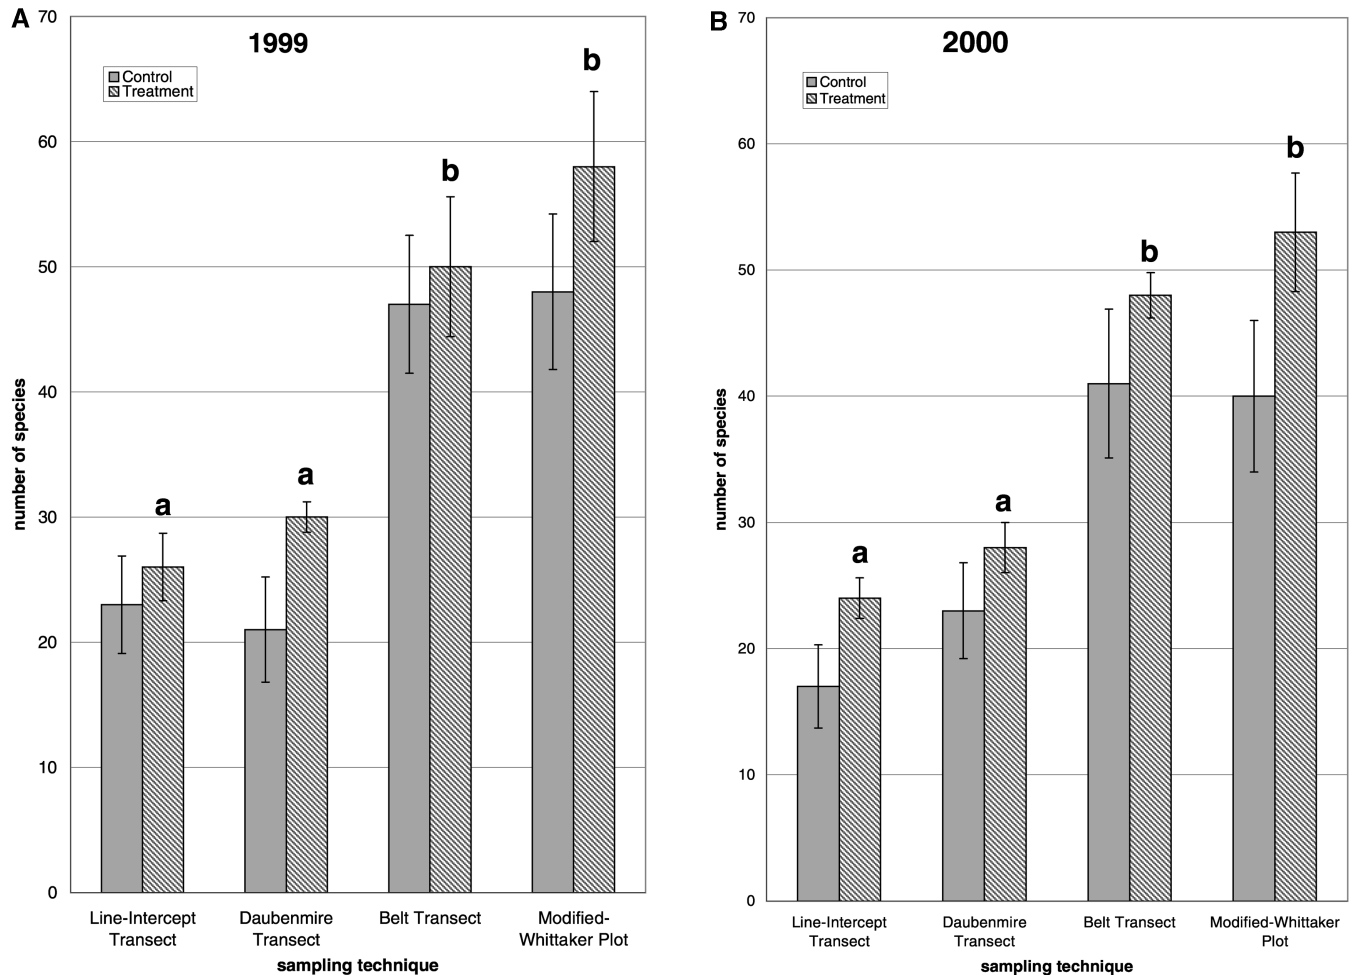 A
1999
Control
Treatment
70
60
50
40
30
20
10
0
number of species
a
a
b
b
Line-Intercept
Transect
Daubenmire
Transect
Belt Transect
Modified-
Whittaker Plot
sampling technique
B
2000
Control
Treatment
70
60
50
40
30
20
10
0
number of species
a
a
b
b
Line-Intercept
Transect
Daubenmire
Transect
Belt Transect
Modified-Whittaker
Plot
sampling technique